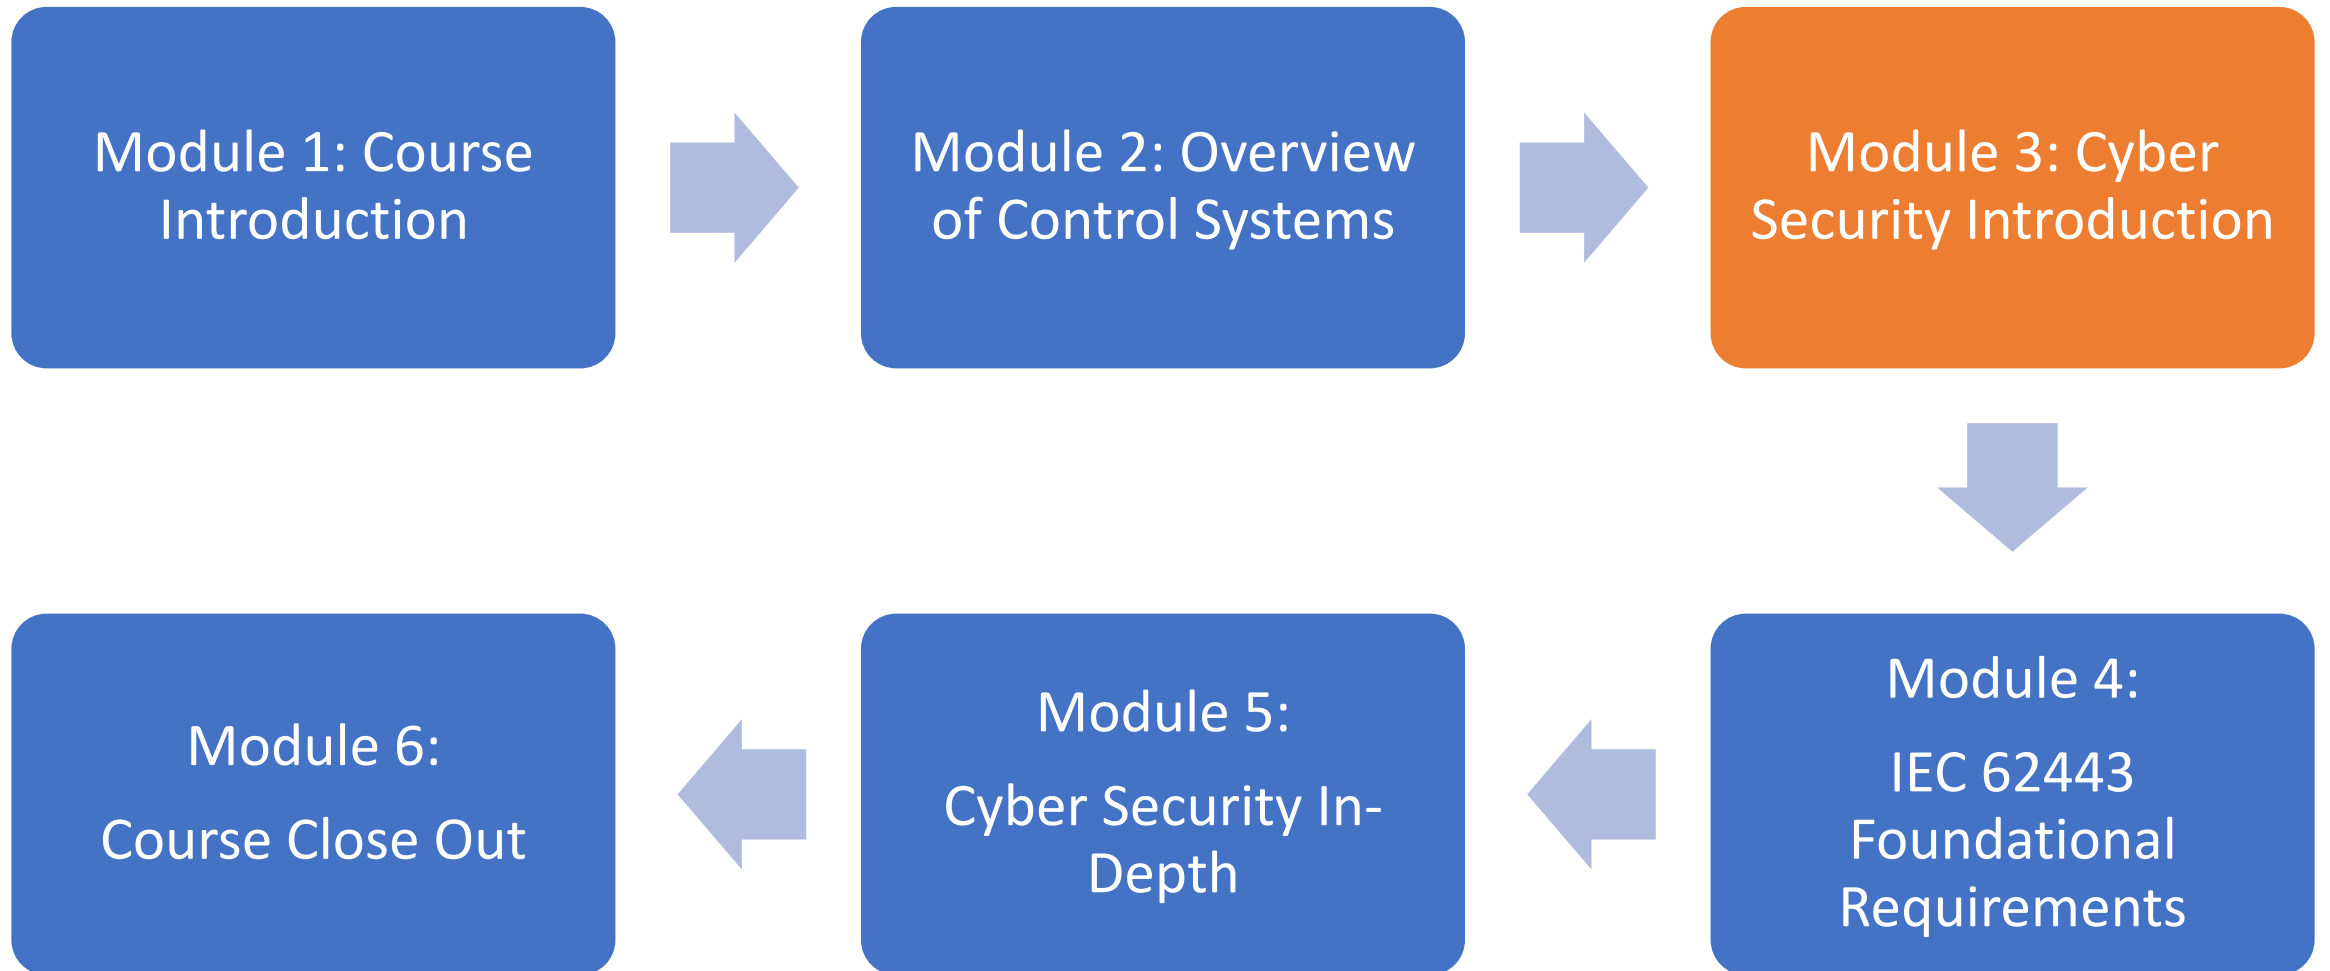 Module 1: Course
Introduction
Module 2: Overview
of Control Systems
Module 3: Cyber
Security Introduction
Module 4:
IEC 62443
Foundational
Requirements
Module 5:
Cyber Security In-
Depth
Module 6:
Course Close Out